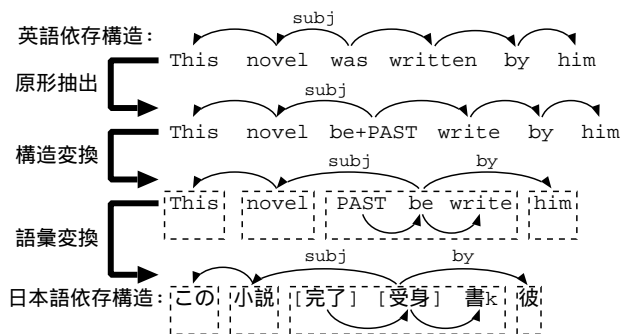 subj
英語依存構造:
This novel was written by him
原形抽出
subj
This novel be+PAST write by him
構造変換
subj by
This novel PAST be write him
語彙変換
subj by
日本語依存構造: この 小説 [完了] [受身] 書k 彼